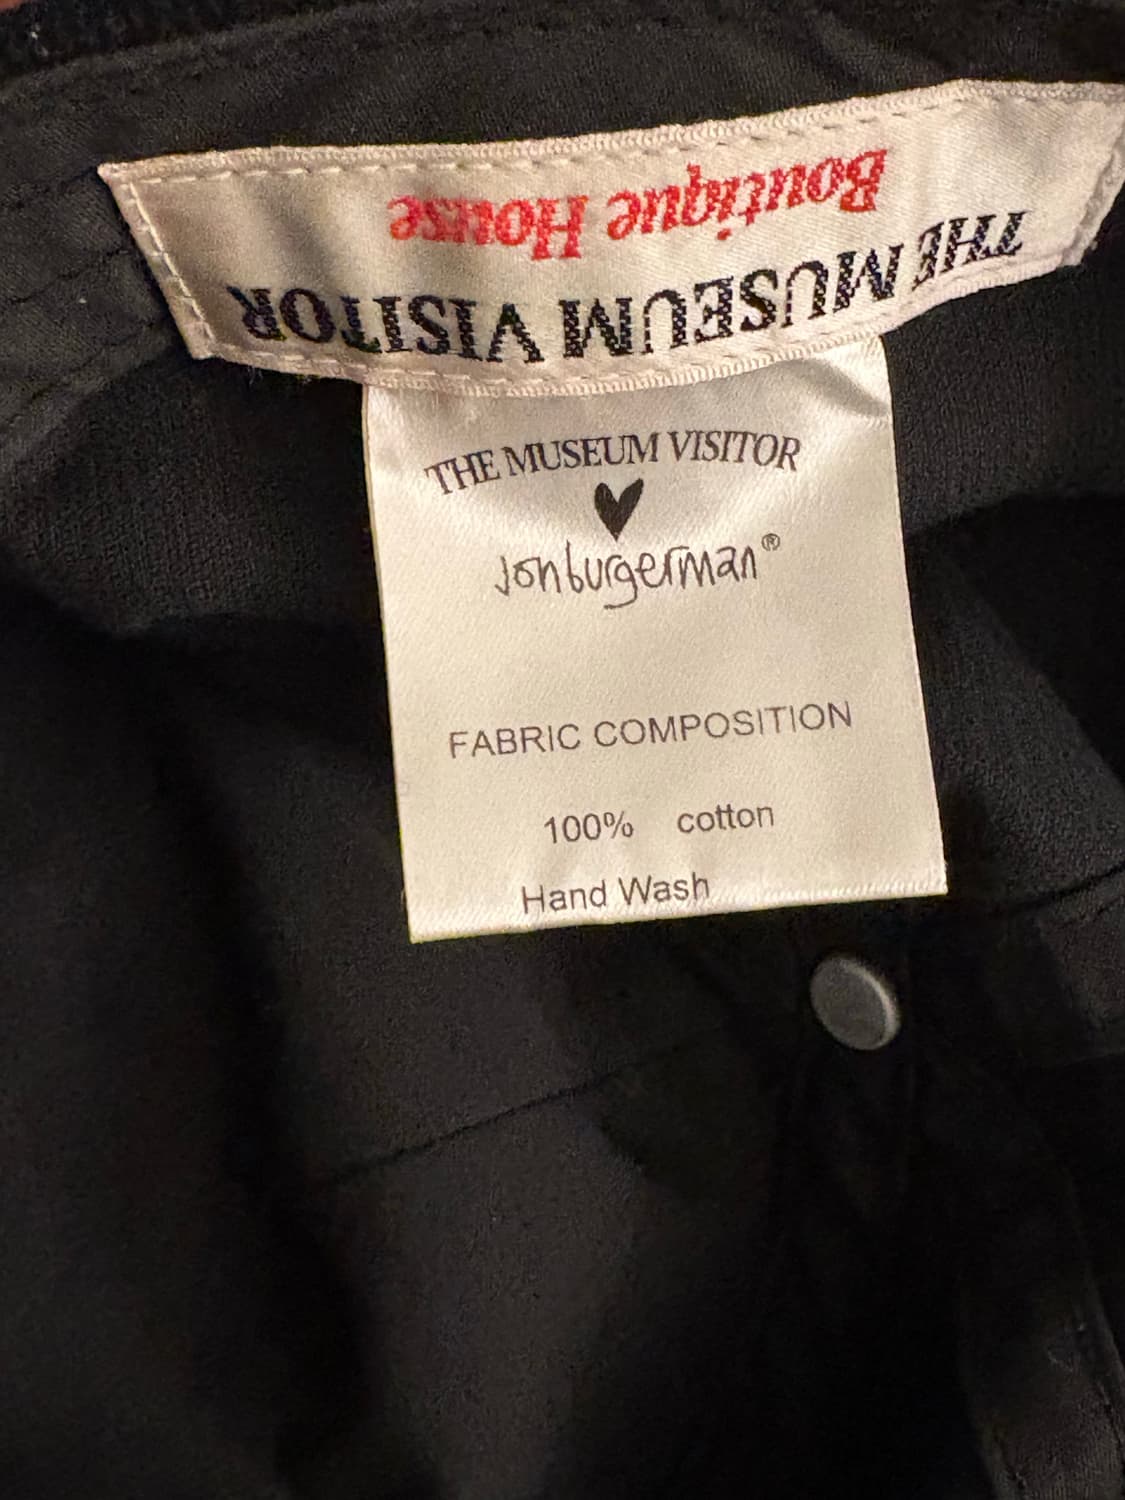 THE MUSEUM VISITOR
Boutique House
THE MUSEUM VISITOR
jonburgerman®
FABRIC COMPOSITION
100% cotton
Hand Wash